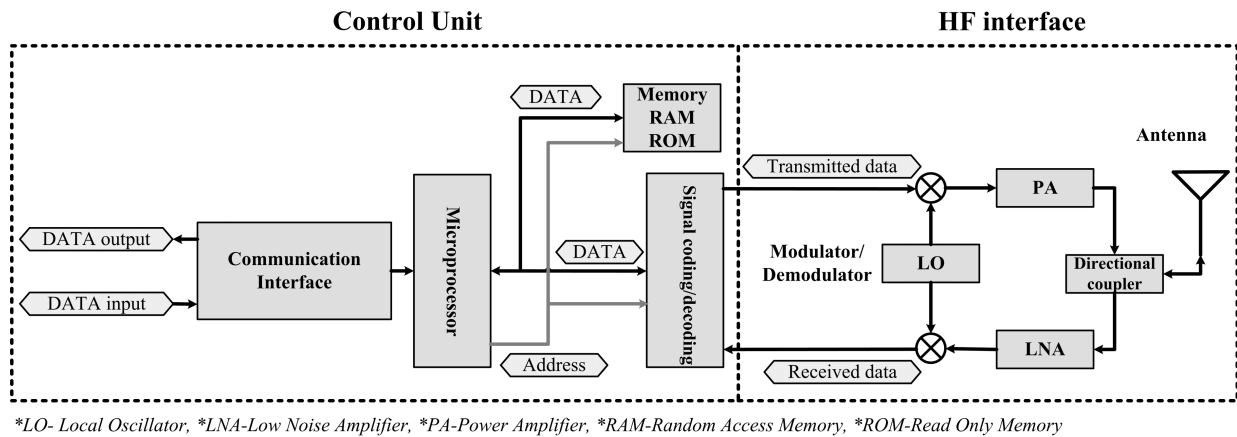 Control Unit
HF interface
DATA
Memory
RAM
ROM
Antenna
Transmitted data
PA
Microprocessor
Signal coding/decoding
DATA output
Communication
Interface
DATA
Modulator/
Demodulator
LO
Directional
coupler
DATA input
LNA
Address
Received data
*LO- Local Oscillator, *LNA-Low Noise Amplifier, *PA-Power Amplifier, *RAM-Random Access Memory, *ROM-Read Only Memory